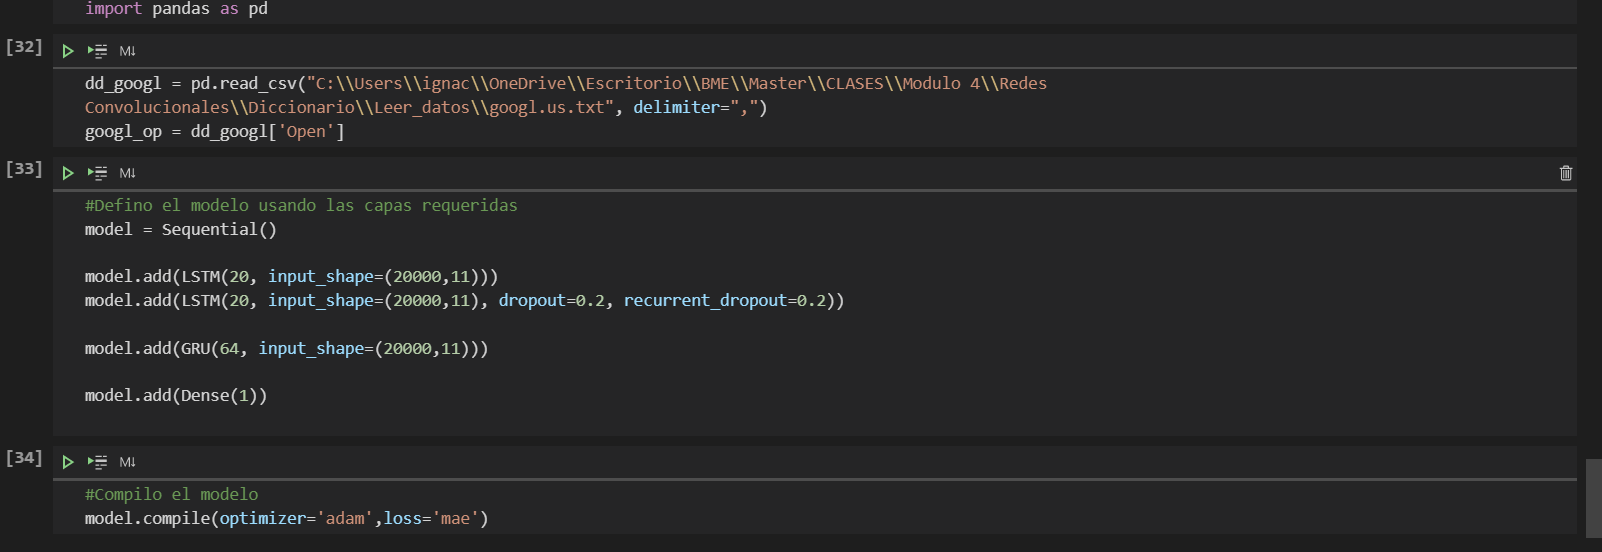 import pandas as pd
[32]
M↓
dd_googl = pd.read_csv("C:\\Users\\ignac\\OneDrive\\Escritorio\\BME\\Master\\CLASES\\Modulo 4\\Redes
Convolucionales\\Diccionario\\Leer_datos\\googl.us.txt", delimiter=",")
googl_op = dd_googl['Open']
[33]
M↓
#Defino el modelo usando las capas requeridas
model = Sequential()
model.add(LSTM(20, input_shape=(20000,11)))
model.add(LSTM(20, input_shape=(20000,11), dropout=0.2, recurrent_dropout=0.2))
model.add(GRU(64, input_shape=(20000,11)))
model.add(Dense(1))
[34]
M↓
#Compilo el modelo
model.compile(optimizer='adam',loss='mae')